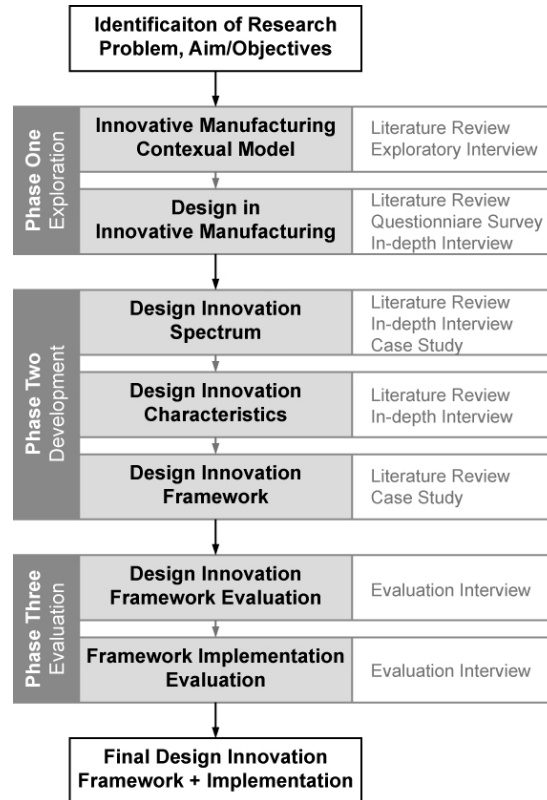 Identificaiton of Research
Problem, Aim/Objectives
Phase One
Exploration
Innovative Manufacturing
Contexual Model
Literature Review
Exploratory Interview
Design in
Innovative Manufacturing
Literature Review
Questionniare Survey
In-depth Interview
Phase Two
Development
Design Innovation
Spectrum
Literature Review
In-depth Interview
Case Study
Design Innovation
Characteristics
Literature Review
In-depth Interview
Design Innovation
Framework
Literature Review
Case Study
Phase Three
Evaluation
Design Innovation
Framework Evaluation
Evaluation Interview
Framework Implementation
Evaluation
Evaluation Interview
Final Design Innovation
Framework + Implementation